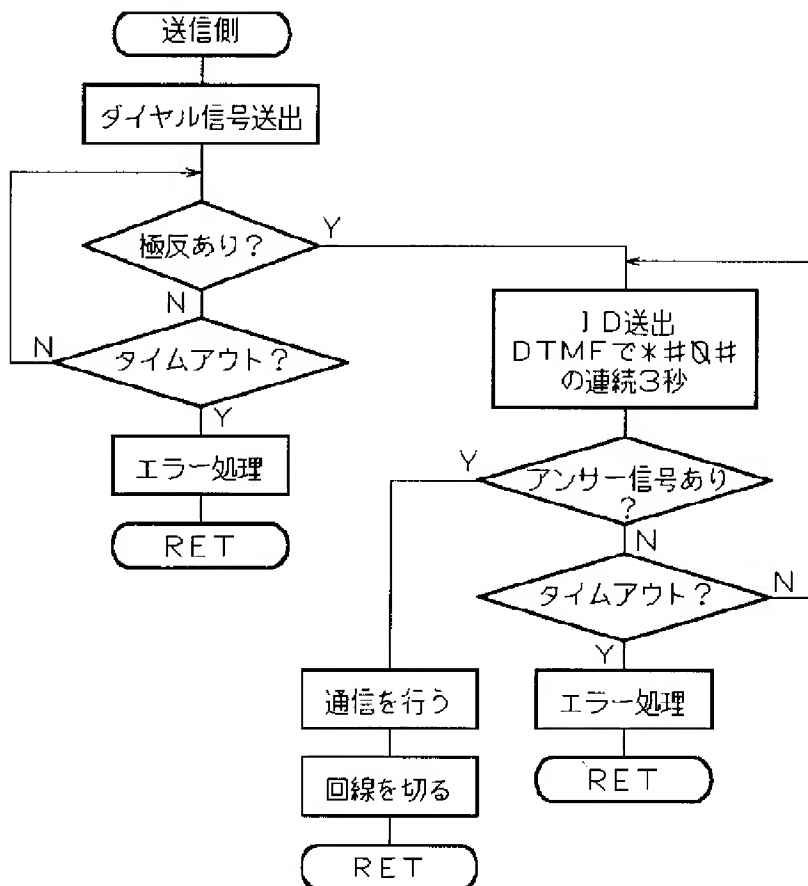 送信側
ダイヤル信号送出
極反あり?
Y
N
タイムアウト?
N
Y
エラー処理
RET
ID送出
DTMFで*#0#
の連続3秒
アンサー信号あり
?
Y
N
タイムアウト?
N
Y
エラー処理
RET
通信を行う
回線を切る
RET